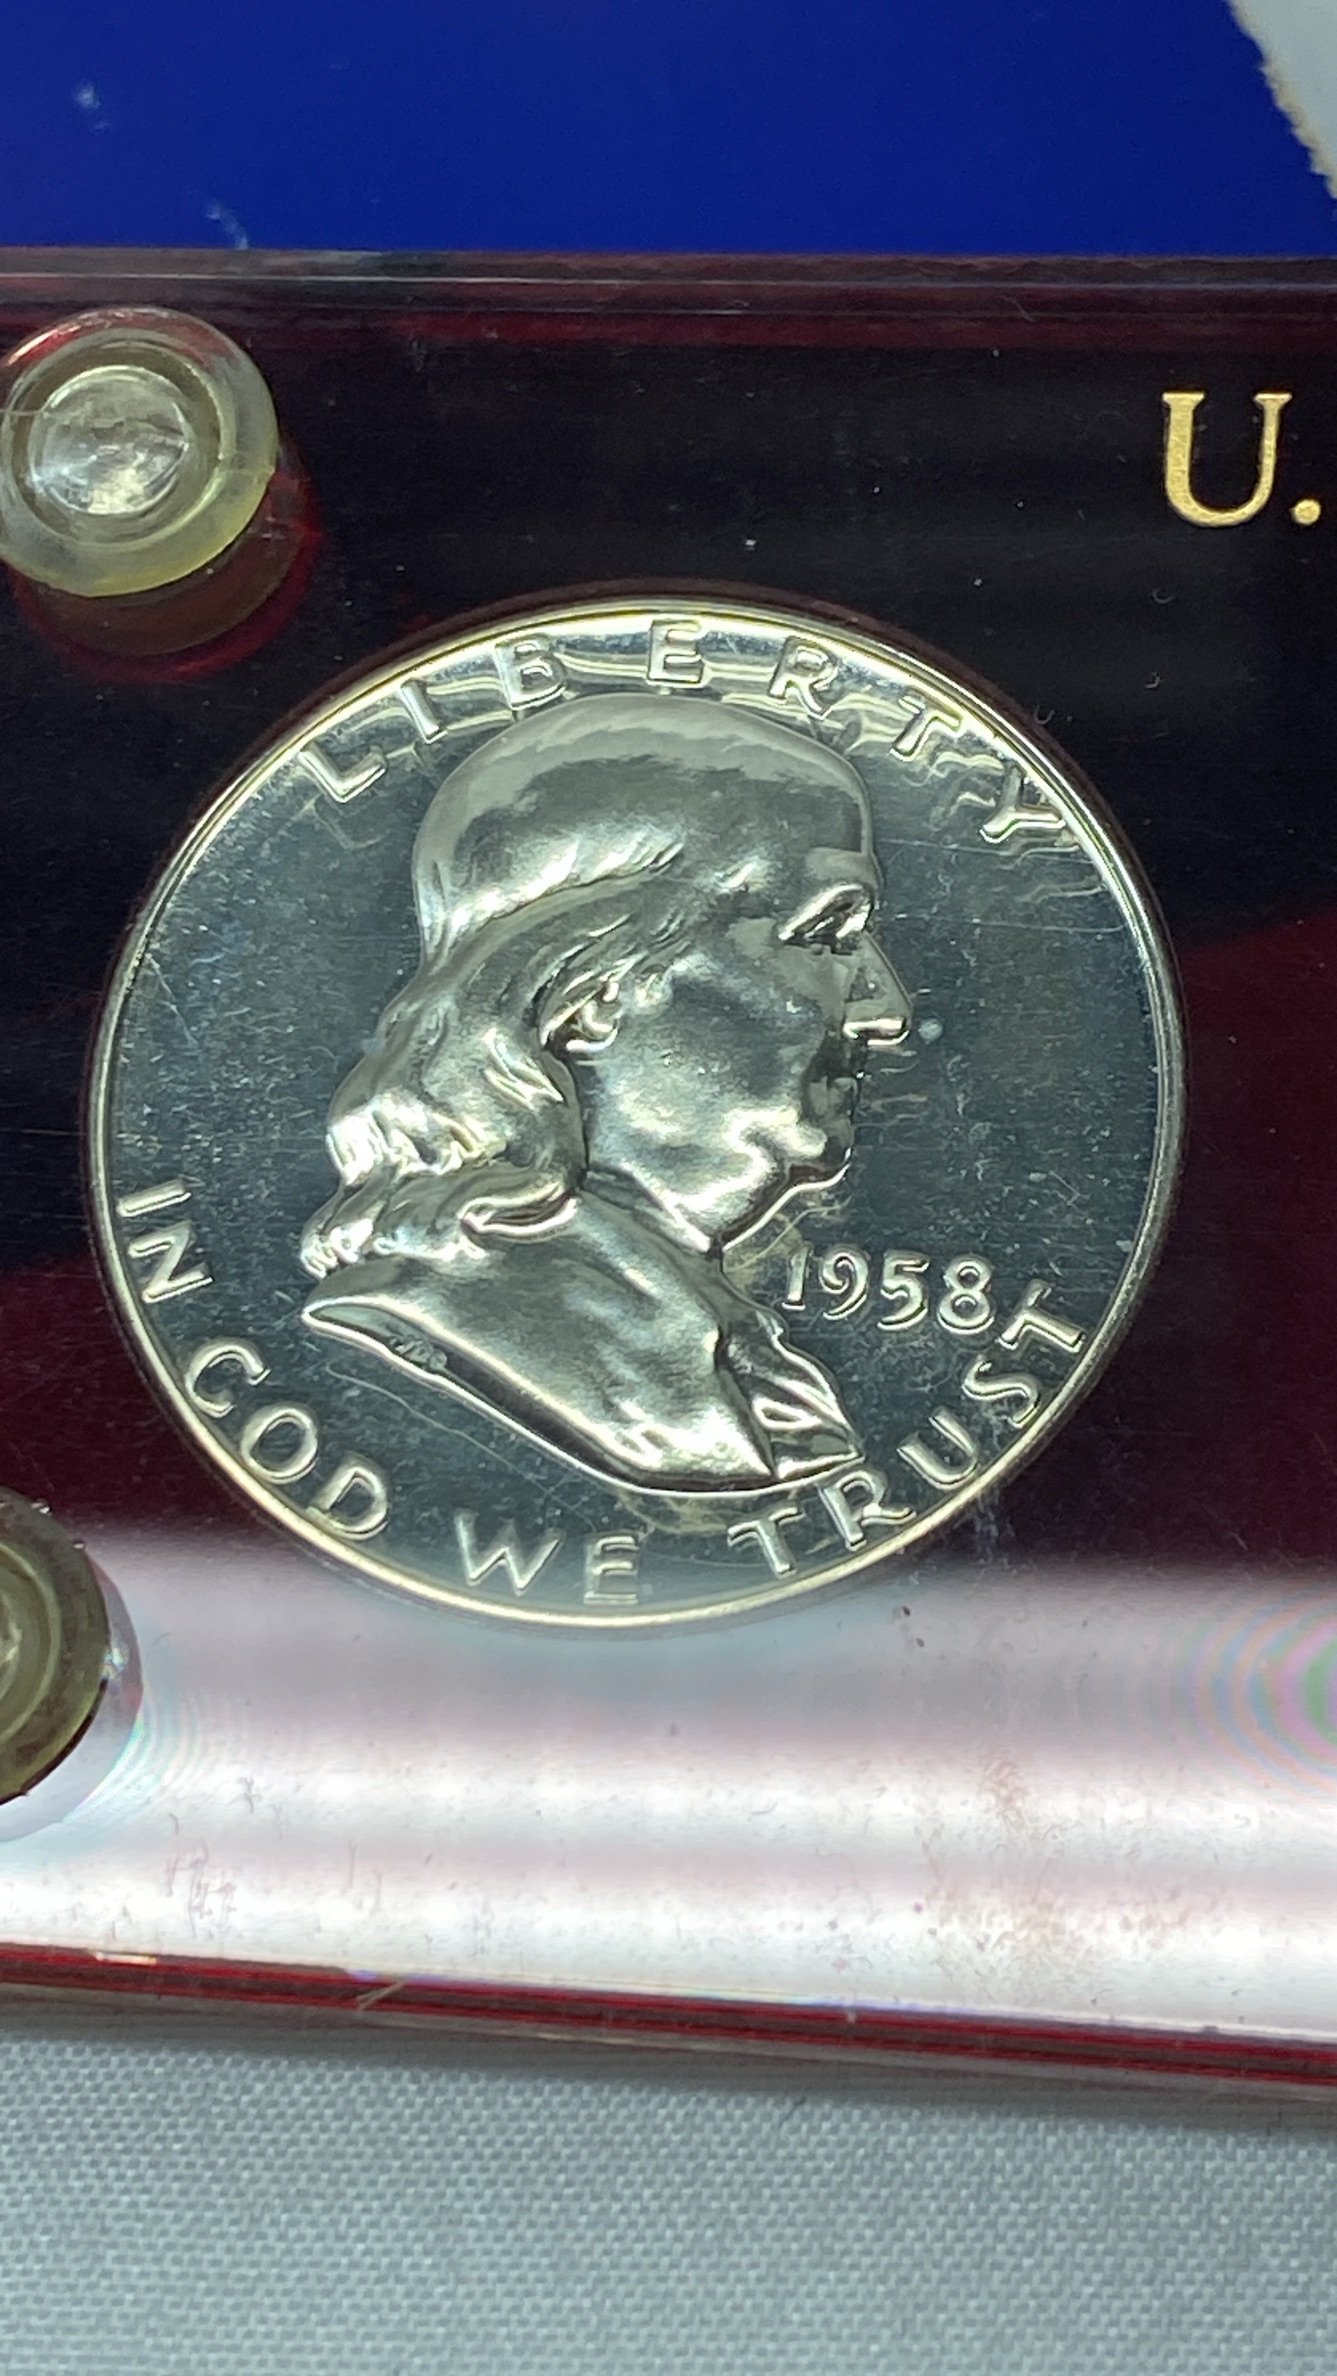 U.
LIBERTY
1958
IN GOD WE TRUST